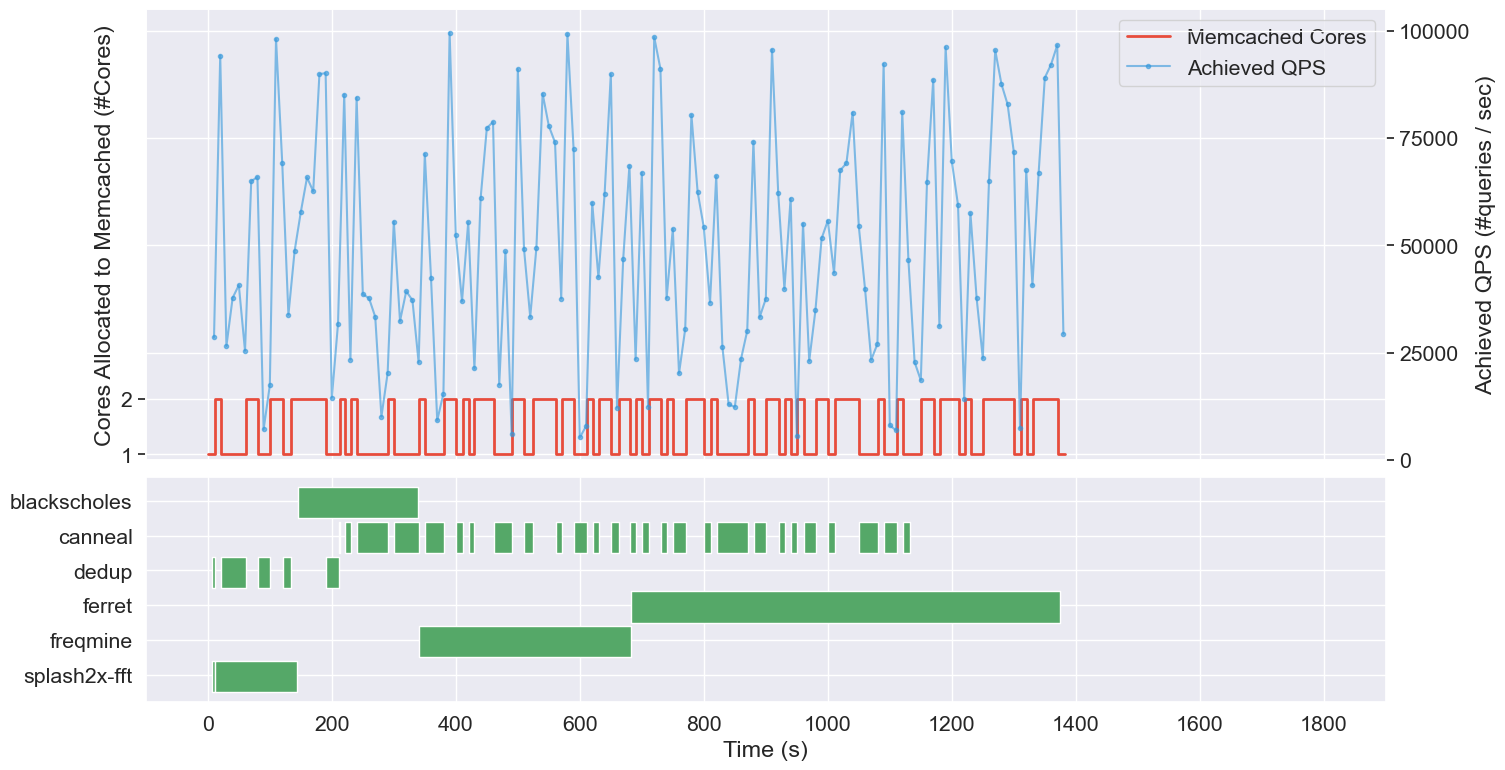 Cores Allocated to Memcached (#Cores)
2
1
Memcached Cores
Achieved QPS
100000
75000
50000
25000
0
Achieved QPS (#queries / sec)
blackscholes
canneal
dedup
ferret
freqmine
splash2x-fft
0 200 400 600 800 1000 1200 1400 1600 1800
Time (s)